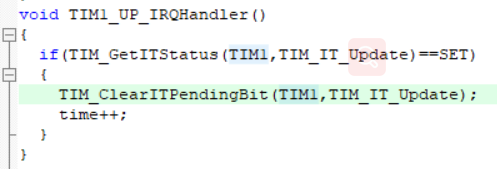 void TIM1_UP_IRQHandler()
{
if(TIM_GetITStatus(TIM1,TIM_IT_Update)==SET)
{
TIM_ClearITPendingBit(TIM1,TIM_IT_Update);
time++;
}
}